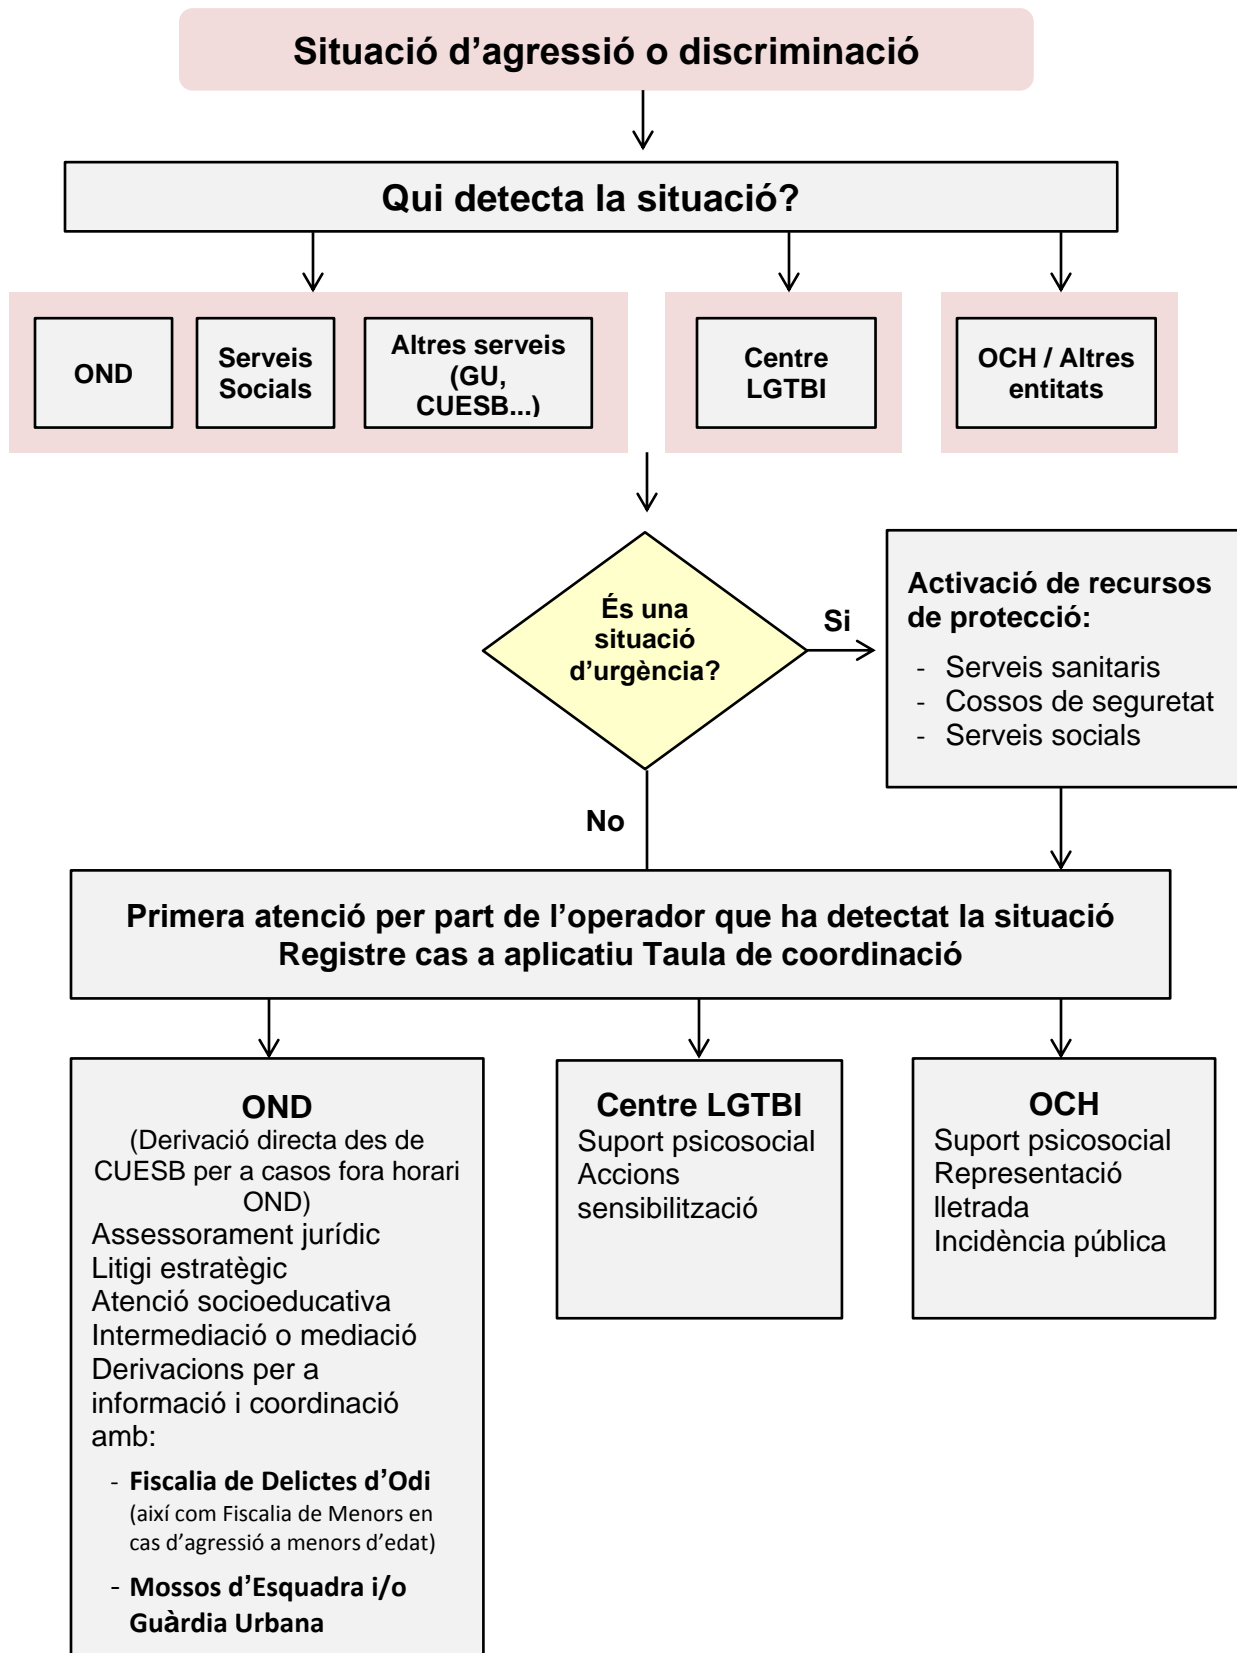 Situació d’agressió o discriminació
Qui detecta la situació?
OND
Serveis
Socials
Altres serveis
(GU,
CUESB...)
Centre
LGTBI
OCH / Altres
entitats
És una
situació
d’urgència?
Si
Activació de recursos
de protecció:
- Serveis sanitaris
- Cossos de seguretat
- Serveis socials
No
Primera atenció per part de l’operador que ha detectat la situació
Registre cas a aplicatiu Taula de coordinació
OND
(Derivació directa des de
CUESB per a casos fora horari
OND)
Assessorament jurídic
Litigi estratègic
Atenció socioeducativa
Intermediació o mediació
Derivacions per a
informació i coordinació
amb:
- Fiscalia de Delictes d’Odi
(així com Fiscalia de Menors en
cas d’agressió a menors d’edat)
- Mossos d’Esquadra i/o
Guàrdia Urbana
Centre LGTBI
Suport psicosocial
Accions
sensibilització
OCH
Suport psicosocial
Representació
lletrada
Incidència pública